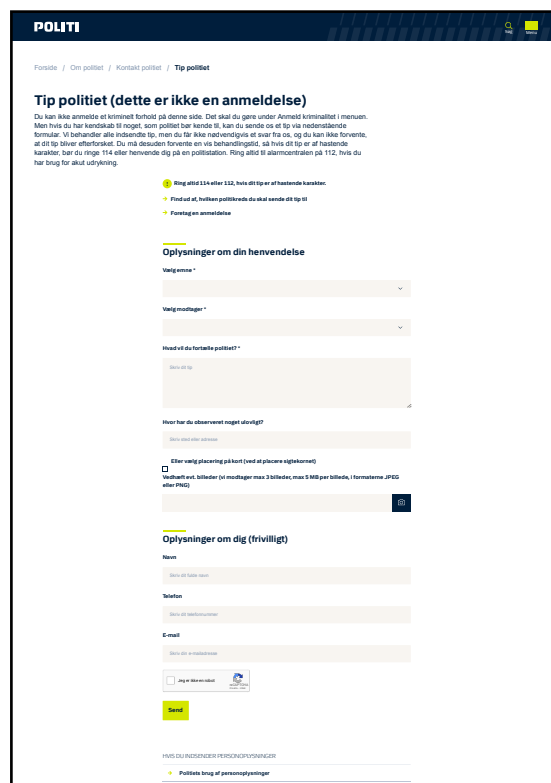 POLITI
Søg
Menu
Forside / Om politiet / Kontakt politiet / Tip politiet
Tip politiet (dette er ikke en anmeldelse)
Du kan ikke anmelde et kriminelt forhold på denne side. Det skal du gøre under Anmeld kriminalitet i menuen.
Men hvis du har kendskab til noget, som politiet bør kende til, kan du sende os et tip via nedenstående
formular. Vi behandler alle indsendte tip, men du får ikke nødvendigvis et svar fra os, og du kan ikke forvente,
at dit tip bliver efterforsket. Du må desuden forvente en vis behandlingstid, så hvis dit tip er af hastende
karakter, bør du ringe 114 eller henvende dig på en politistation. Ring altid til alarmcentralen på 112, hvis du
har brug for akut udrykning.
Ring altid 114 eller 112, hvis dit tip er af hastende karakter.
Find ud af, hvilken politikreds du skal sende dit tip til
Foretag en anmeldelse
Oplysninger om din henvendelse
Vælg emne *
Vælg modtager *
Hvad vil du fortælle politiet? *
Skriv dit tip
Hvor har du observeret noget ulovligt?
Skriv sted eller adresse
Eller vælg placering på kort (ved at placere sigtekornet)
Vedhæft evt. billeder (vi modtager max 3 billeder, max 5 MB per billede, i formaterne JPEG
eller PNG)
Oplysninger om dig (frivilligt)
Navn
Skriv dit fulde navn
Telefon
Skriv dit telefonnummer
E-mail
Skriv din e-mailadresse
Jeg er ikke en robot
Send
HVIS DU INDSENDER PERSONOPLYSNINGER
Politiets brug af personoplysninger